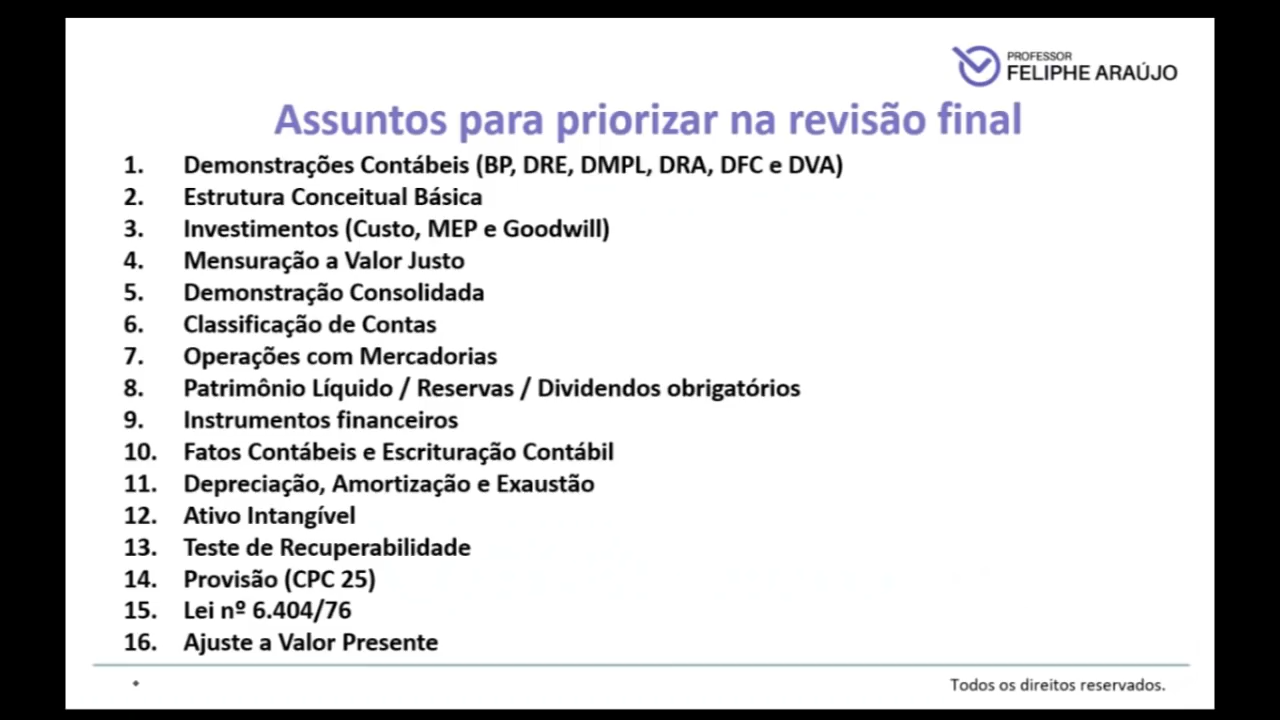 PROFESSOR
FELIPHE ARAÚJO
Assuntos para priorizar na revisão final
1. Demonstrações Contábeis (BP, DRE, DMPL, DRA, DFC e DVA)
2. Estrutura Conceitual Básica
3. Investimentos (Custo, MEP e Goodwill)
4. Mensuração a Valor Justo
5. Demonstração Consolidada
6. Classificação de Contas
7. Operações com Mercadorias
8. Patrimônio Líquido / Reservas / Dividendos obrigatórios
9. Instrumentos financeiros
10. Fatos Contábeis e Escrituração Contábil
11. Depreciação, Amortização e Exaustão
12. Ativo Intangível
13. Teste de Recuperabilidade
14. Provisão (CPC 25)
15. Lei nº 6.404/76
16. Ajuste a Valor Presente
Todos os direitos reservados.